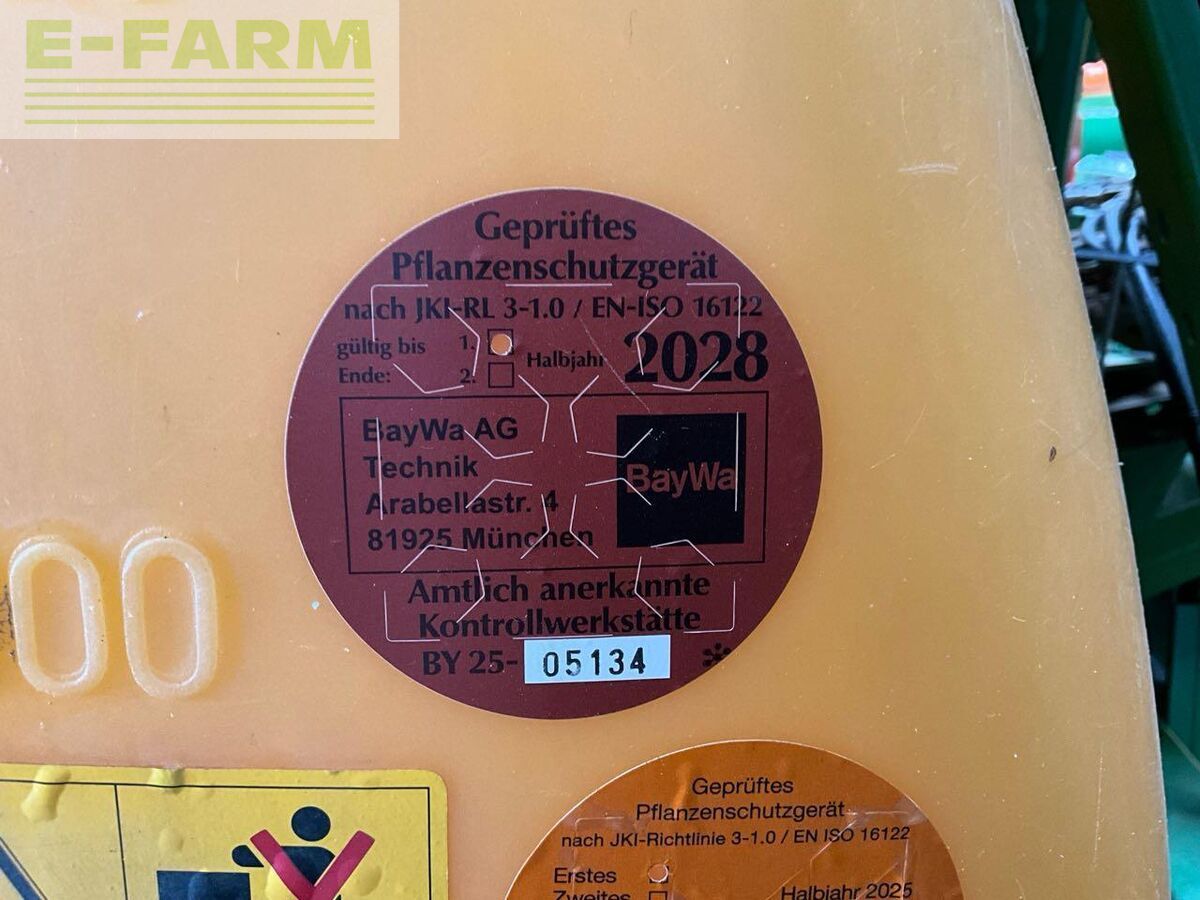 E-FARM
Geprüftes
Pflanzenschutzgerät
nach JKI-RL 3-1.0 / EN-ISO 16122
gültig bis 1. Halbjahr 2028
Ende: 2.
BayWa AG
Technik
Arabellastr. 4
81925 München
BayWa
Amtlich anerkannte
Kontrollwerkstätte
BY 25- 05134
00
Geprüftes
Pflanzenschutzgerät
nach JKI-Richtlinie 3-1.0 / EN ISO 16122
Erstes
Zweites Halbjahr 2025